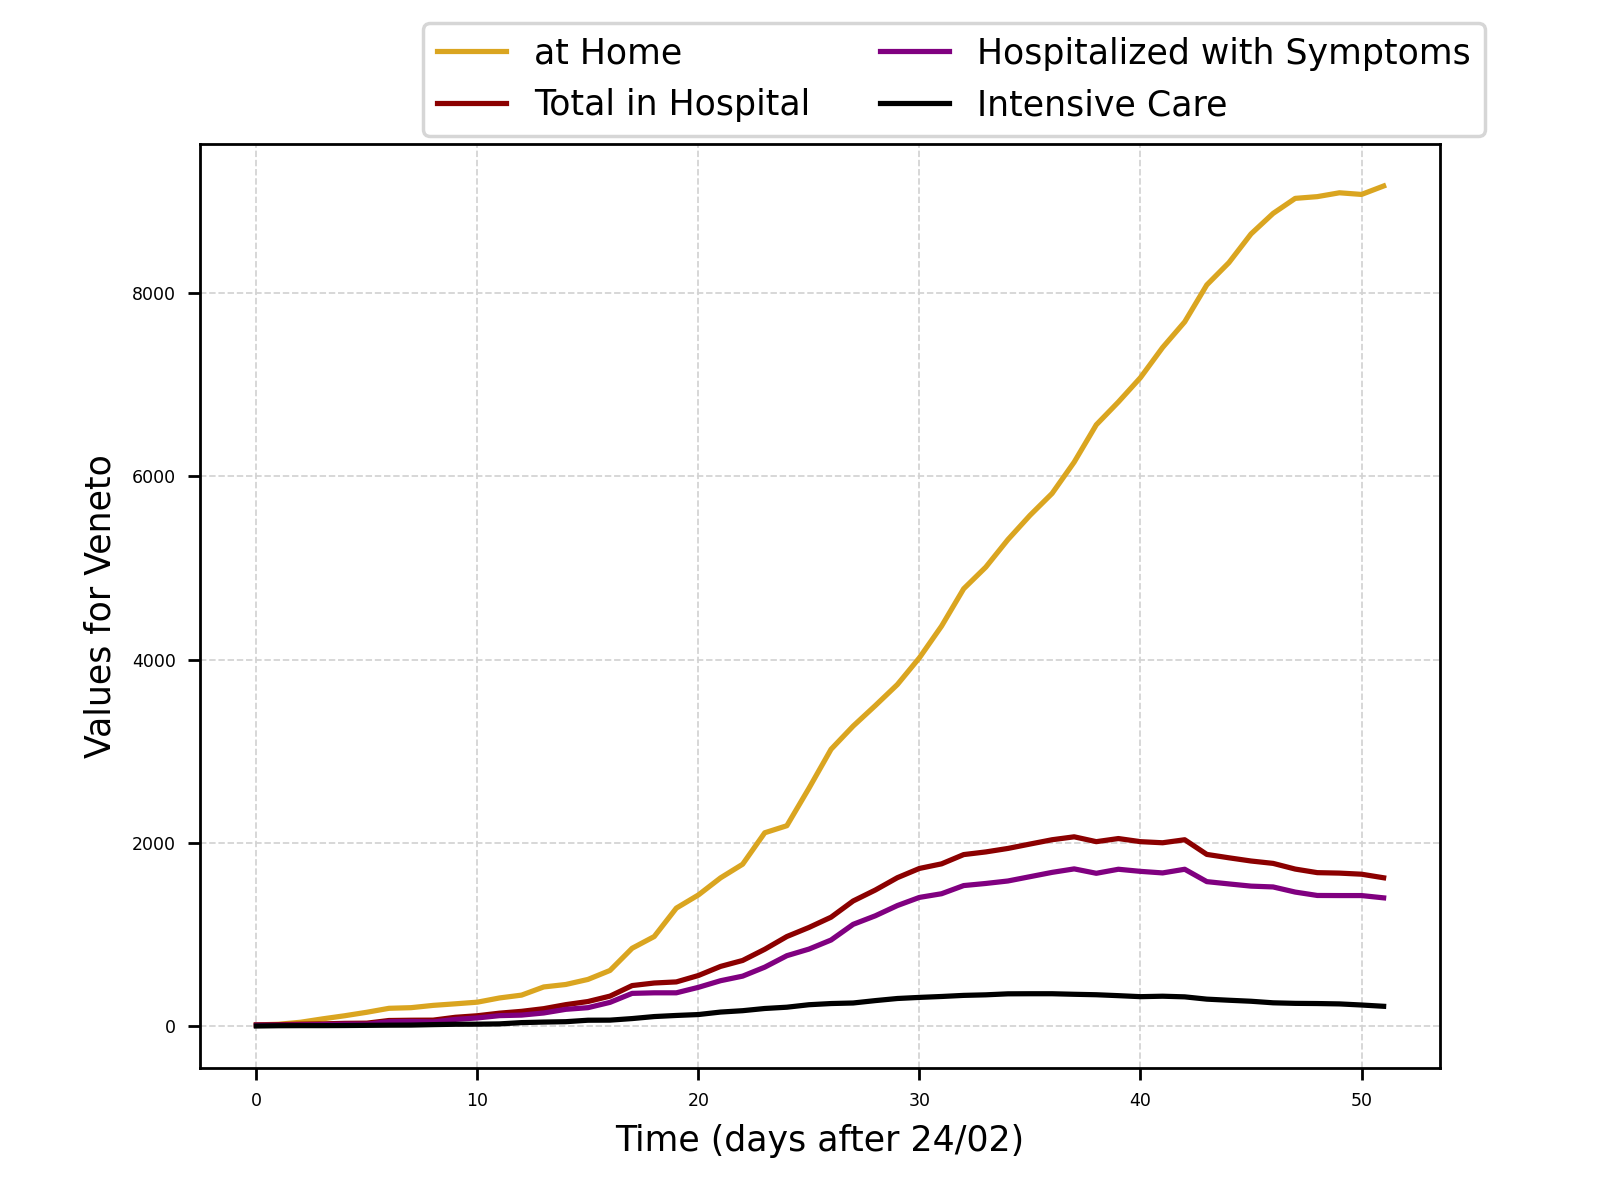 at Home
Total in Hospital
Hospitalized with Symptoms
Intensive Care
Values for Veneto
8000
6000
4000
2000
0
0 10 20 30 40 50
Time (days after 24/02)